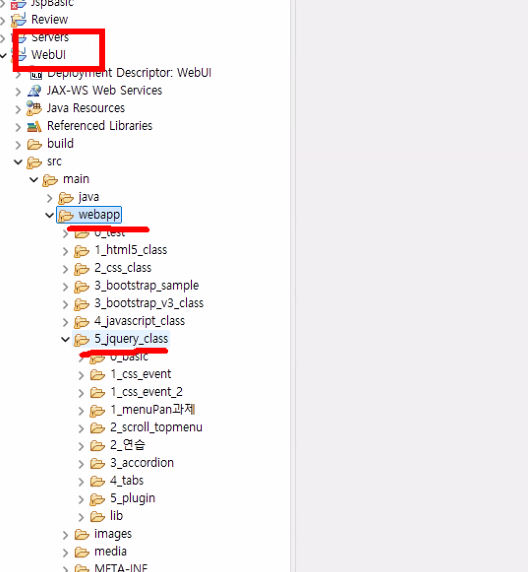 JspBasic
Review
Servers
WebUI
Deployment Descriptor: WebUI
JAX-WS Web Services
Java Resources
Referenced Libraries
build
src
main
java
webapp
0_test
1_html5_class
2_css_class
3_bootstrap_sample
3_bootstrap_v3_class
4_javascript_class
5_jquery_class
0_basic
1_css_event
1_css_event_2
1_menuPan과제
2_scroll_topmenu
2_연습
3_accordion
4_tabs
5_plugin
lib
images
media
META-INF